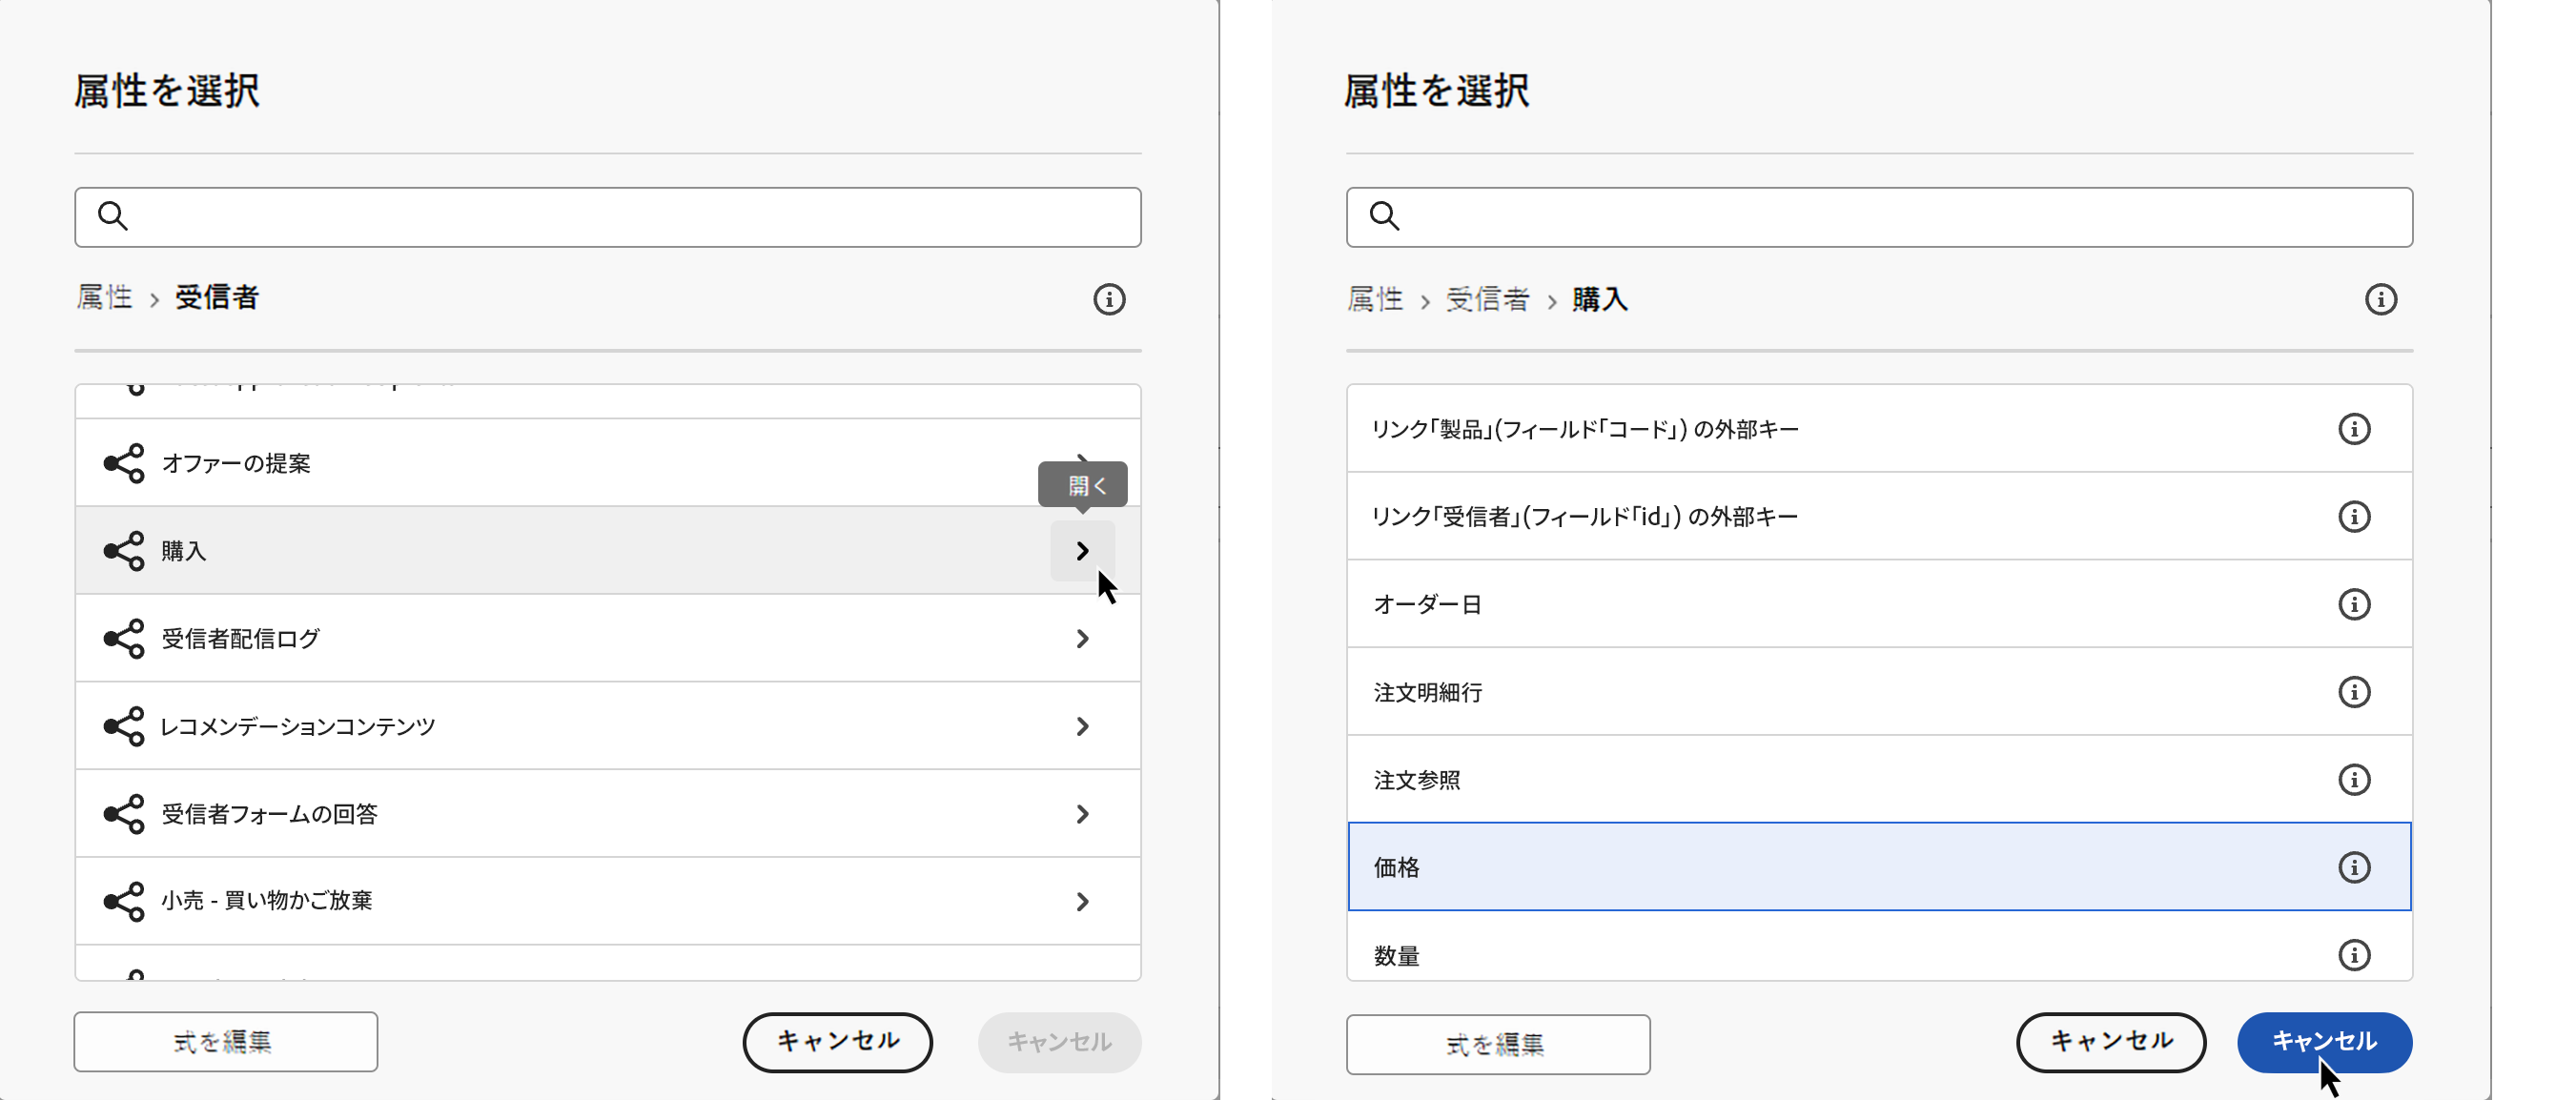 属性を選択
属性 › 受信者
オファーの提案
開く
購入
受信者配信ログ
レコメンデーションコンテンツ
受信者フォームの回答
小売 - 買い物かご放棄
式を編集
キャンセル
キャンセル
属性を選択
属性 › 受信者 › 購入
リンク「製品」(フィールド「コード」) の外部キー
リンク「受信者」(フィールド「id」) の外部キー
オーダー日
注文明細行
注文参照
価格
数量
式を編集
キャンセル
キャンセル